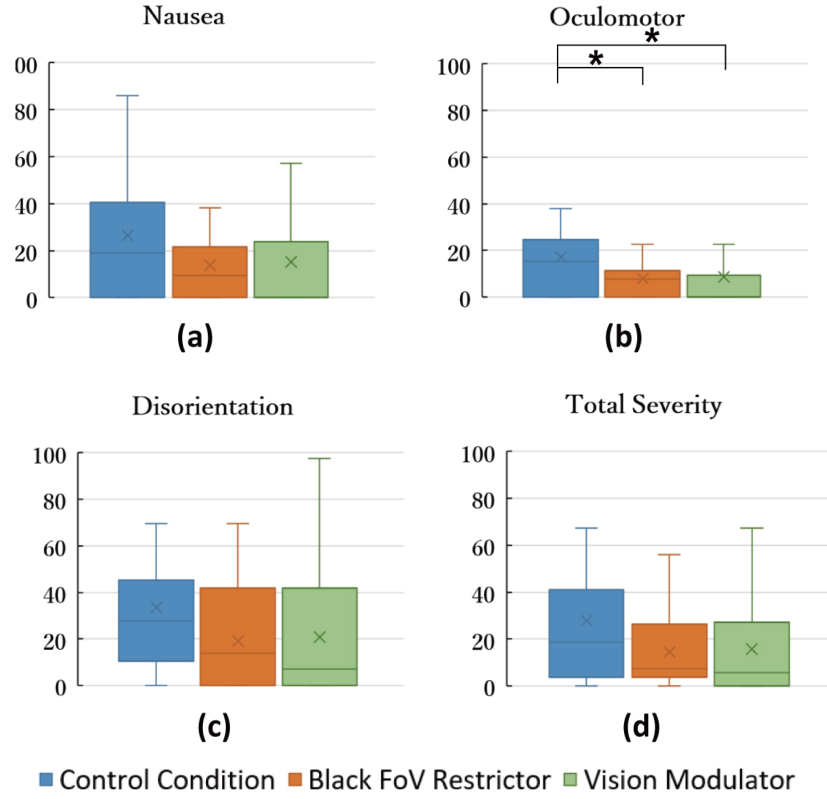 Nausea
00
80
60
40
20
0
(a)
Oculomotor
*
*
100
80
60
40
20
0
(b)
Disorientation
100
80
60
40
20
0
(c)
Total Severity
100
80
60
40
20
0
(d)
Control Condition Black FoV Restrictor Vision Modulator